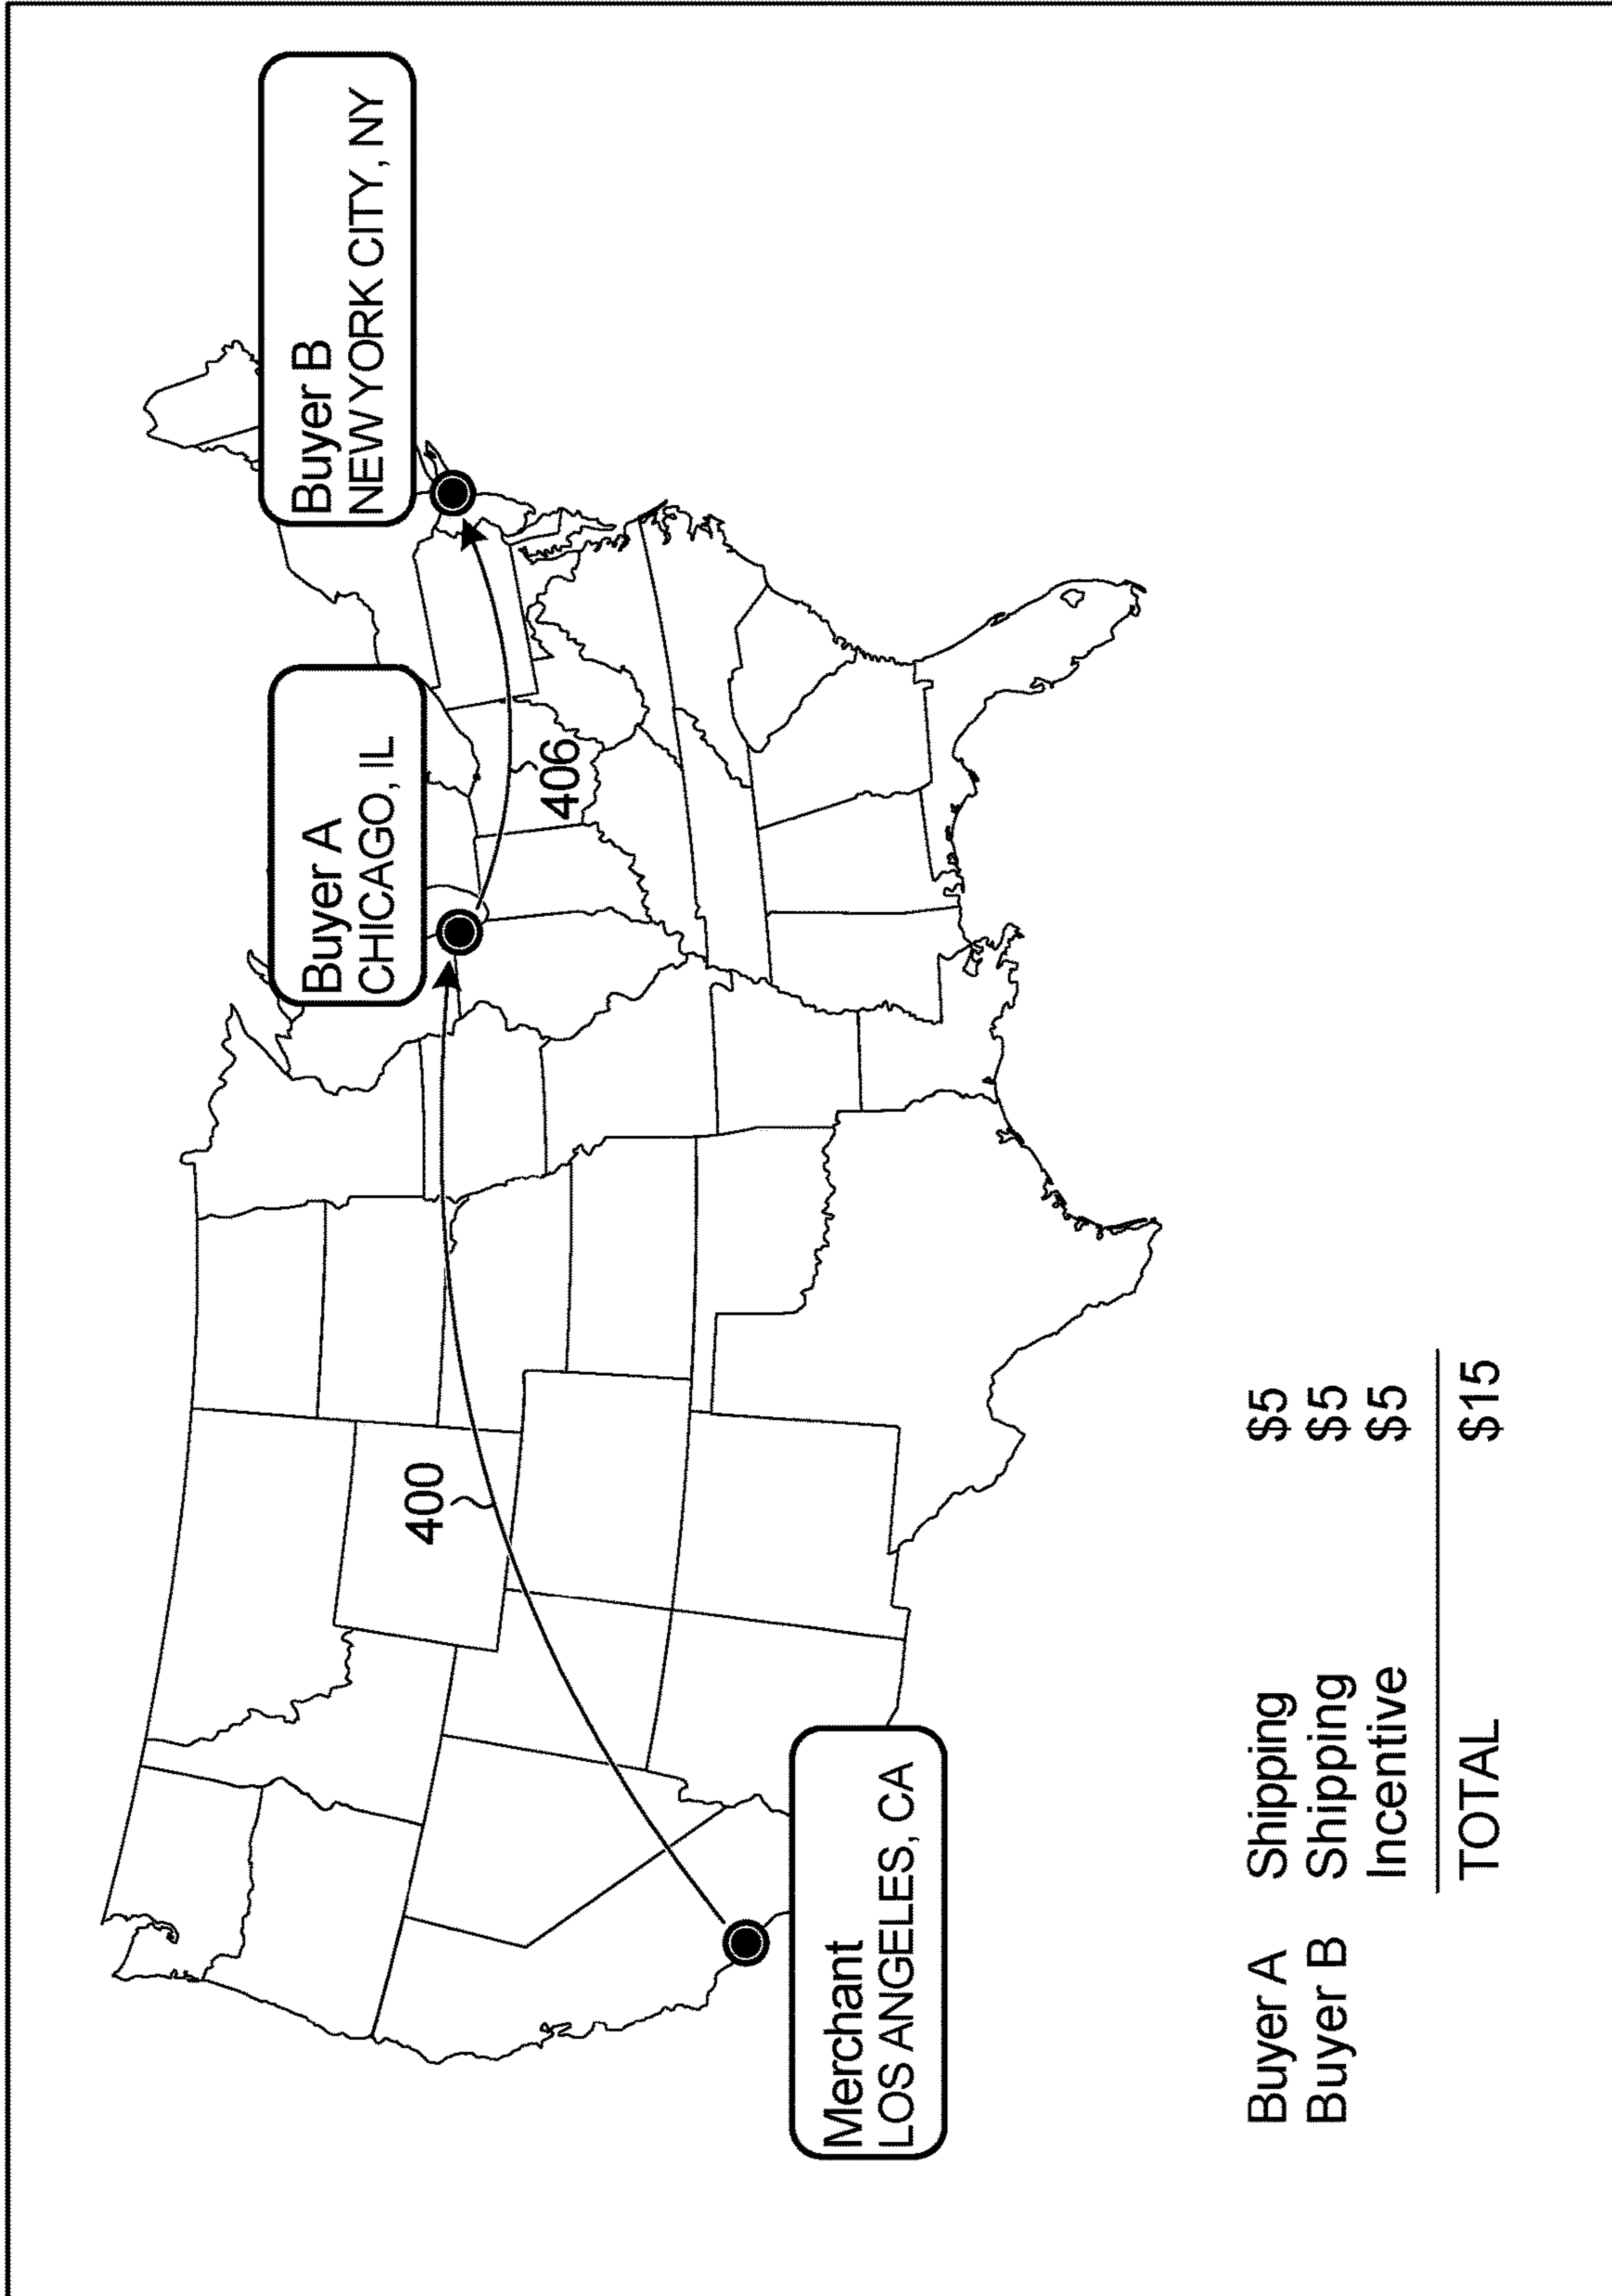 Buyer B
NEW YORK CITY, NY
Buyer A
CHICAGO, IL
406
400
Merchant
LOS ANGELES, CA
Buyer A Shipping $5
Buyer B Shipping $5
Incentive $5
TOTAL $15